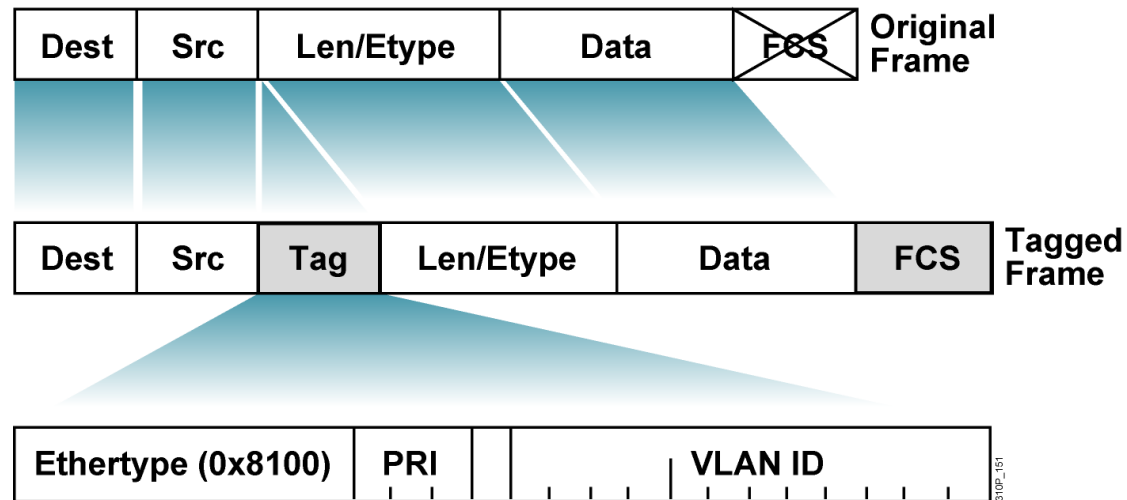 Dest Src Len/Etype Data FCS Original
Frame
Dest Src Tag Len/Etype Data FCS Tagged
Frame
Ethertype (0x8100) PRI VLAN ID
310P_151